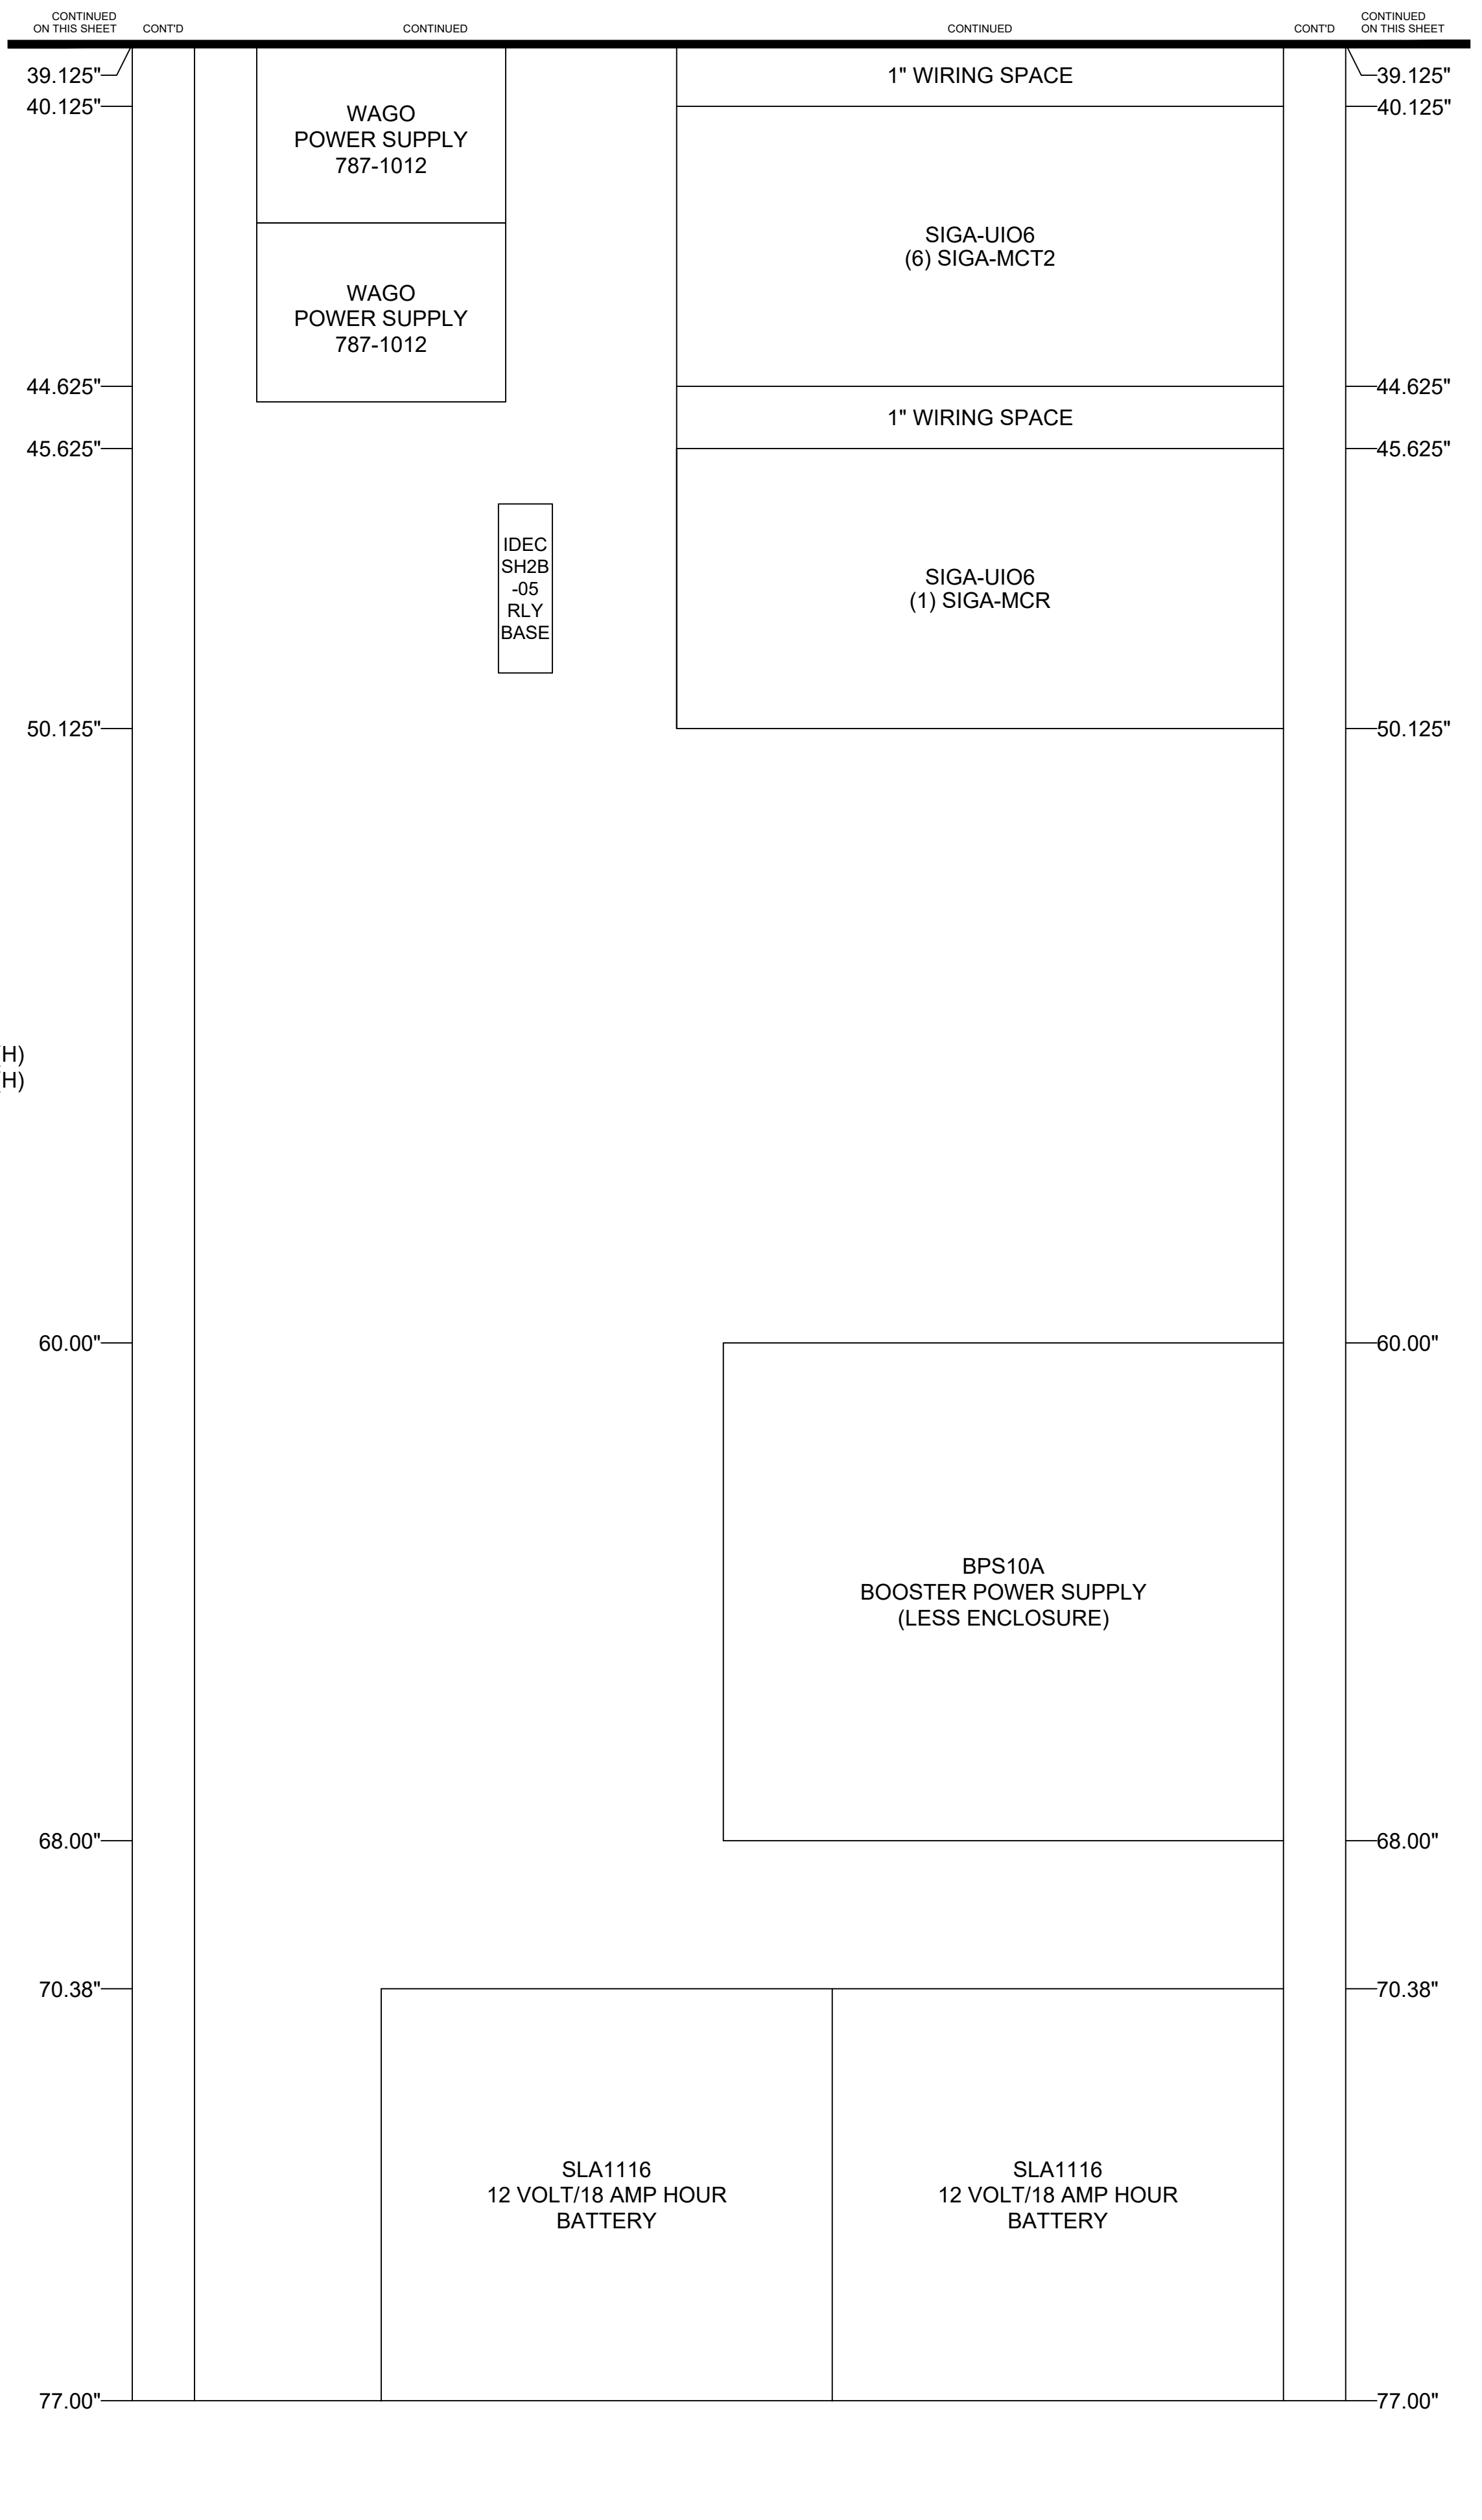 CONTINUED
ON THIS SHEET
CONT'D
CONTINUED
CONTINUED
CONT'D
CONTINUED
ON THIS SHEET
39.125"
1" WIRING SPACE
39.125"
40.125"
40.125"
WAGO
POWER SUPPLY
787-1012
SIGA-UIO6
(6) SIGA-MCT2
WAGO
POWER SUPPLY
787-1012
44.625"
44.625"
1" WIRING SPACE
45.625"
45.625"
IDEC
SH2B
-05
RLY
BASE
SIGA-UIO6
(1) SIGA-MCR
50.125"
50.125"
H)
H)
60.00"
60.00"
BPS10A
BOOSTER POWER SUPPLY
(LESS ENCLOSURE)
68.00"
68.00"
70.38"
70.38"
SLA1116
12 VOLT/18 AMP HOUR
BATTERY
SLA1116
12 VOLT/18 AMP HOUR
BATTERY
77.00"
77.00"